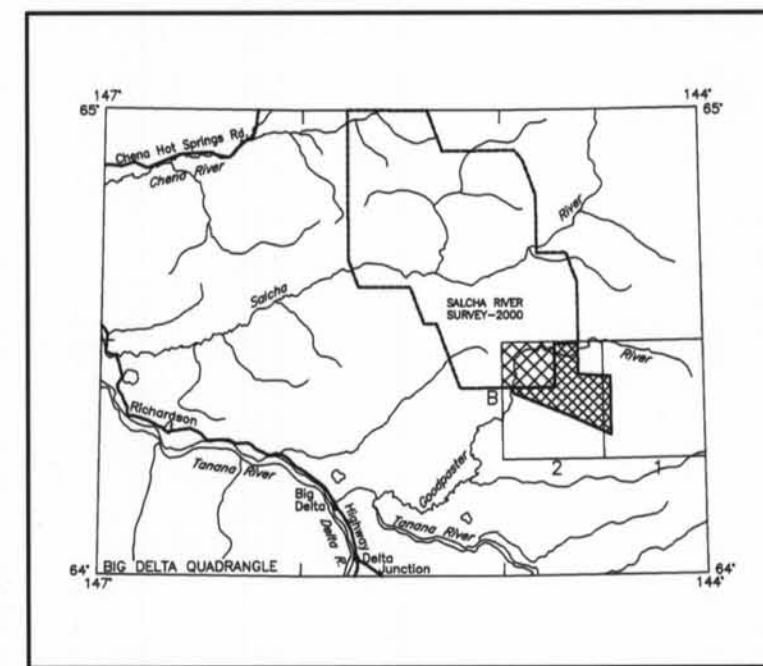 147° 144°
65° 65°
Chena Hot Springs Rd.
Chena River
River
Salcha
SALCHA RIVER
SURVEY-2000
River
B
Richardson
Tanana River
2 1
Goodpaster
Big
Delta
Highway
Delta R.
Tanana River
Delta
Junction
64° BIG DELTA QUADRANGLE 64°
147° 144°